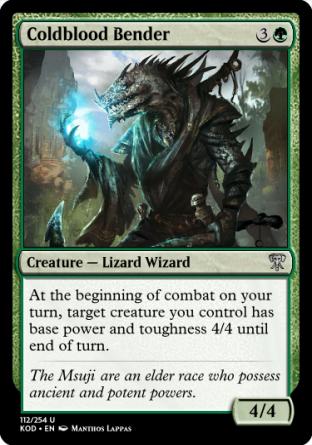 Coldblood Bender 3
Creature — Lizard Wizard
At the beginning of combat on your
turn, target creature you control has
base power and toughness 4/4 until
end of turn.
The Msuji are an elder race who possess
ancient and potent powers.
4/4
112/254 U
KOD • EN Manthos Lappas